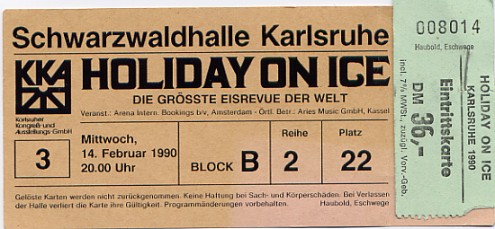 Schwarzwaldhalle Karlsruhe
KKA
Karlsruher
Kongreß- und
Ausstellungs-GmbH
HOLIDAY ON ICE
DIE GRÖSSTE EISREVUE DER WELT
Veranst.: Arena Intern. Bookings b/v, Amsterdam - Örtl. Betr.: Aries Music GmbH, Kassel
3
Mittwoch,
14. Februar 1990
20.00 Uhr
BLOCK B
Reihe
2
Platz
22
Gelöste Karten werden nicht zurückgenommen. Keine Haftung bei Sach- und Körperschäden. Bei Verlassen
der Halle verliert die Karte ihre Gültigkeit. Programmänderungen vorbehalten.
Haubold, Eschwege
008014
Haubold, Eschwege
HOLIDAY ON ICE
KARLSRUHE 1990
Eintrittskarte
DM 36,-
incl. 7% MWSt., zuzügl. Vorv.-Geb.